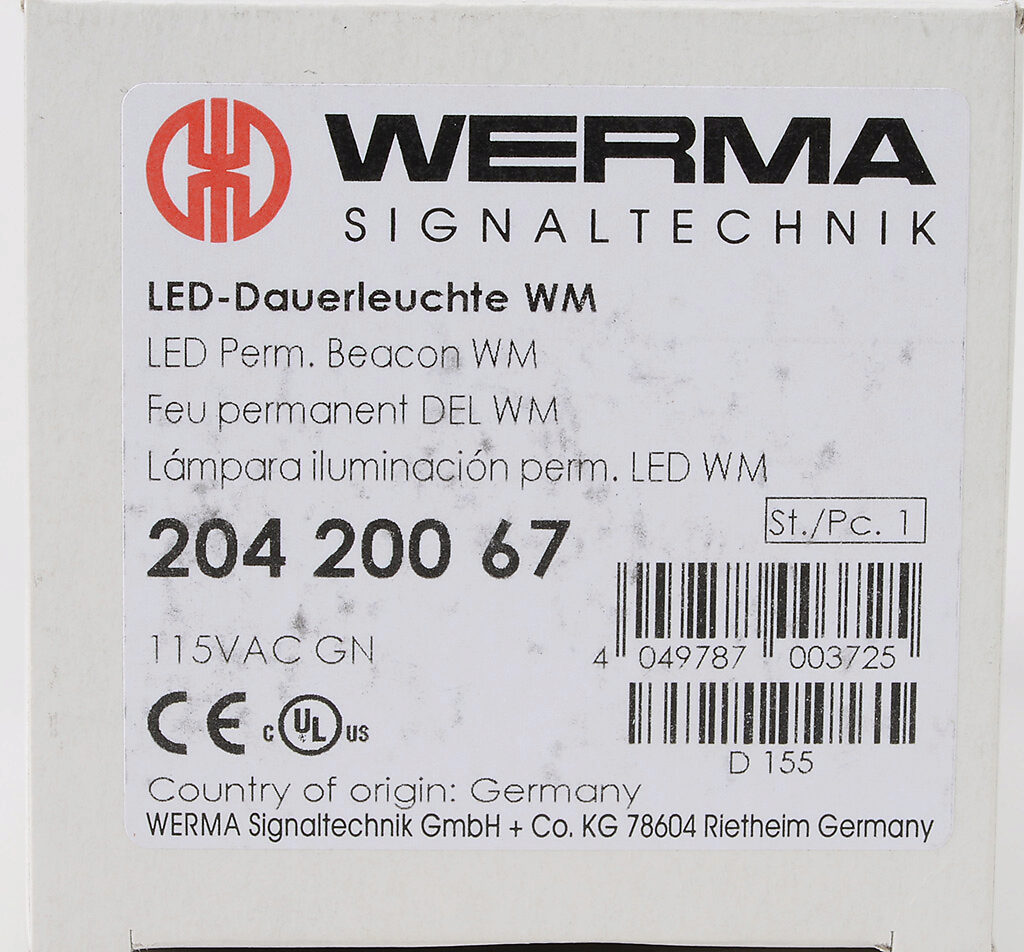 WERMA
SIGNALTECHNIK
LED-Dauerleuchte WM
LED Perm. Beacon WM
Feu permanent DEL WM
Lámpara iluminación perm. LED WM
204 200 67
St./Pc. 1
115VAC GN
4 049787 003725
CE c UL US
D 155
Country of origin: Germany
WERMA Signaltechnik GmbH + Co. KG 78604 Rietheim Germany